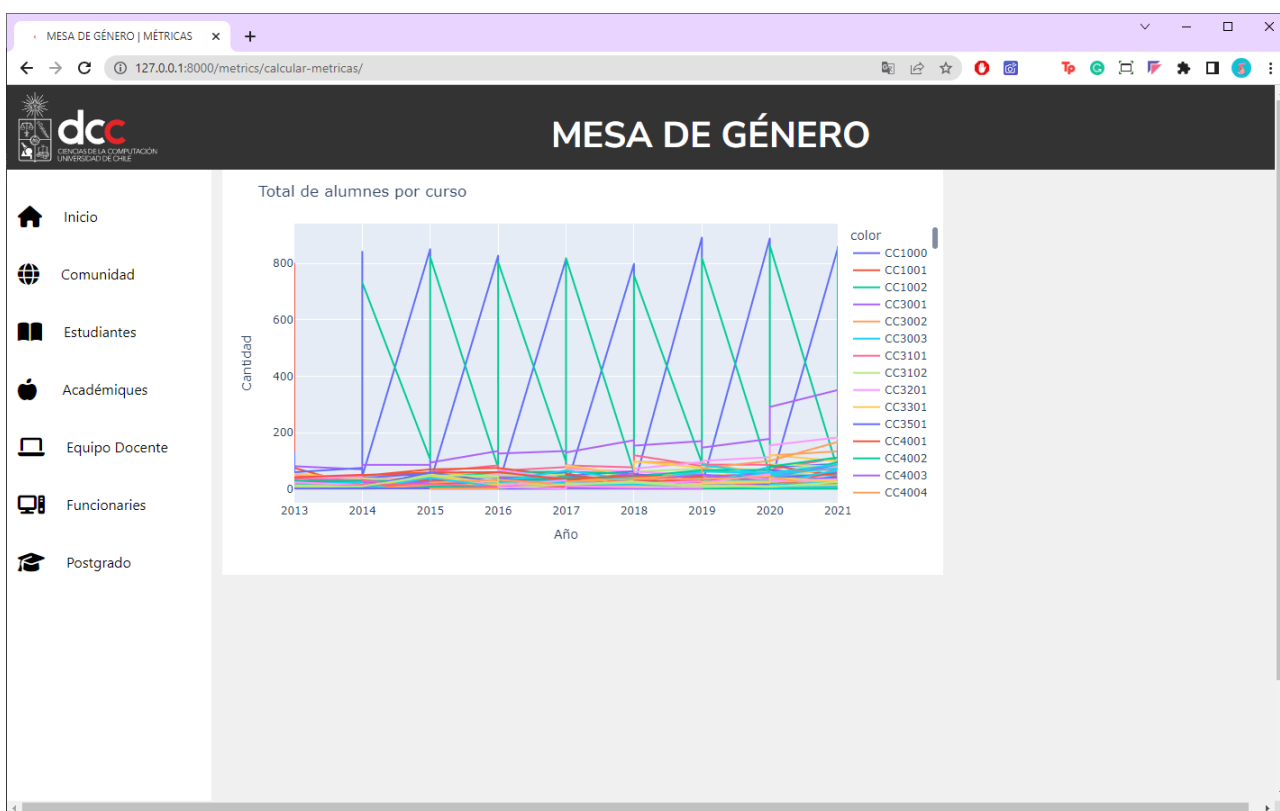 MESA DE GÉNERO | MÉTRICAS
127.0.0.1:8000/metrics/calcular-metricas/
dcc
CIENCIAS DE LA COMPUTACIÓN
UNIVERSIDAD DE CHILE
MESA DE GÉNERO
Inicio
Comunidad
Estudiantes
Académiques
Equipo Docente
Funcionaries
Postgrado
Total de alumnes por curso
Cantidad
800
600
400
200
0
2013 2014 2015 2016 2017 2018 2019 2020 2021
Año
color
CC1000
CC1001
CC1002
CC3001
CC3002
CC3003
CC3101
CC3102
CC3201
CC3301
CC3501
CC4001
CC4002
CC4003
CC4004